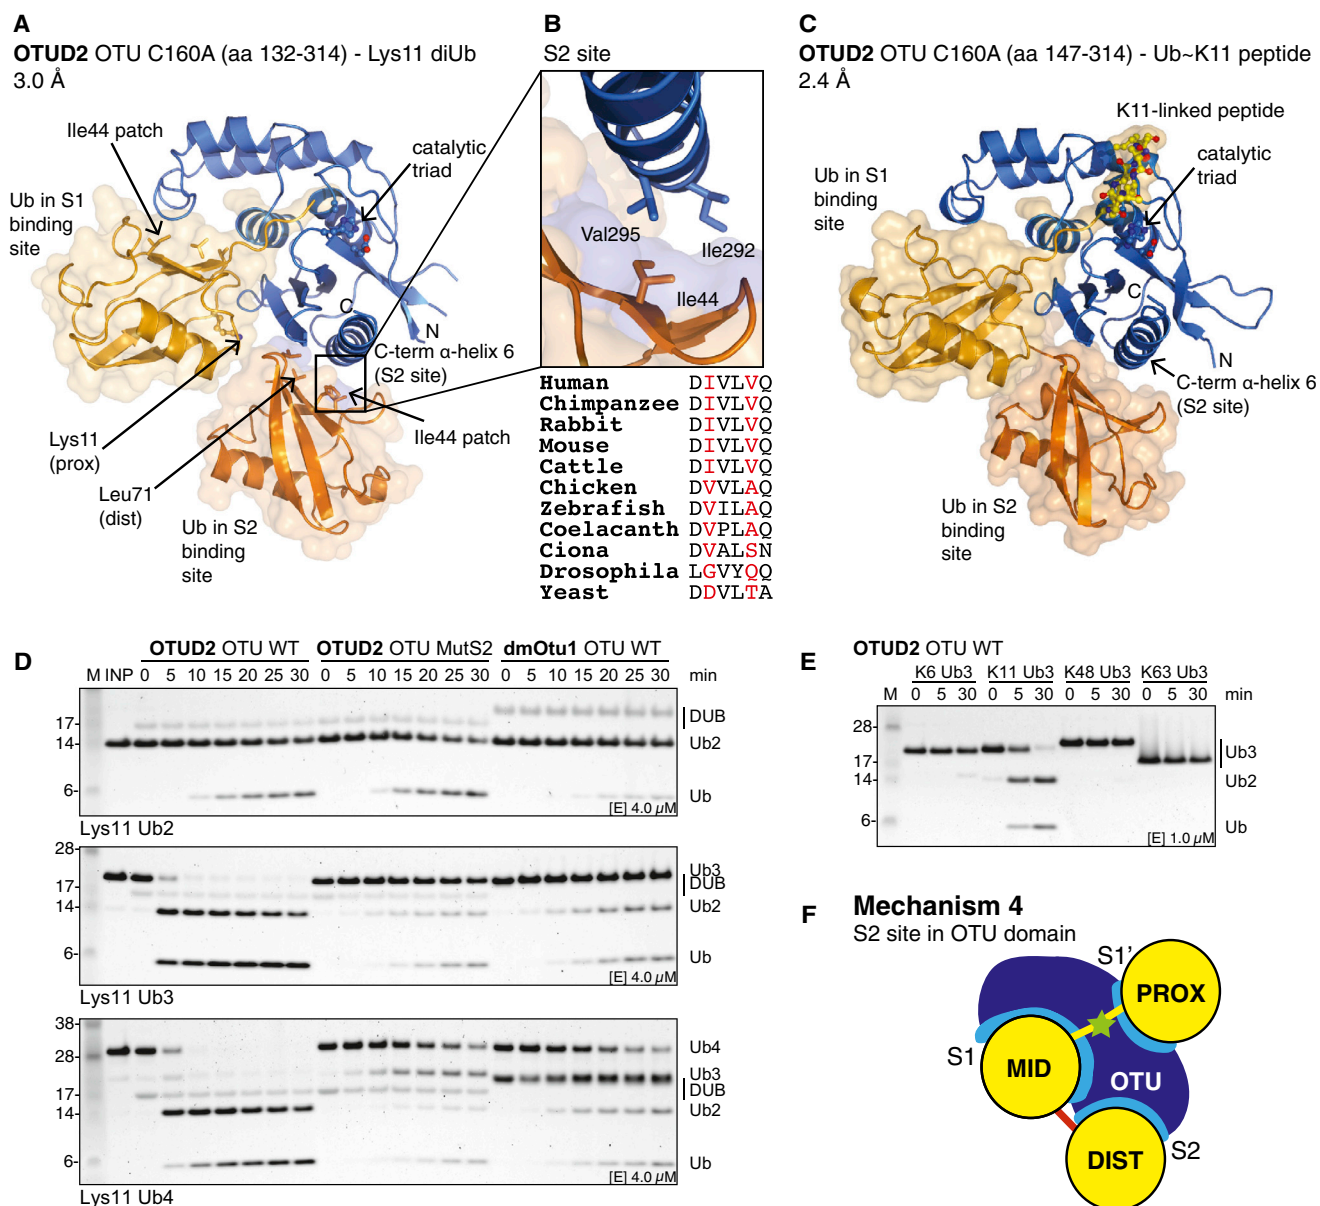 A
OTUD2 OTU C160A (aa 132-314) - Lys11 diUb
3.0 Å
Ile44 patch
catalytic
triad
Ub in S1
binding
site
C
N
C-term α-helix 6
(S2 site)
Lys11
(prox)
Leu71
(dist)
Ile44 patch
Ub in S2
binding
site
B
S2 site
Val295
Ile292
Ile44
Human DIVLVQ
Chimpanzee DIVLVQ
Rabbit DIVLVQ
Mouse DIVLVQ
Cattle DIVLVQ
Chicken DVVLAQ
Zebrafish DVILAQ
Coelacanth DVPLAQ
Ciona DVALSN
Drosophila LGVYQQ
Yeast DDVLTA
C
OTUD2 OTU C160A (aa 147-314) - Ub~K11 peptide
2.4 Å
K11-linked peptide
catalytic
triad
Ub in S1
binding
site
C
N
C-term α-helix 6
(S2 site)
Ub in S2
binding
site
D
OTUD2 OTU WT OTUD2 OTU MutS2 dmOtu1 OTU WT
M INP 0 5 10 15 20 25 30 0 5 10 15 20 25 30 0 5 10 15 20 25 30 min
17-
14-
6-
DUB
Ub2
Ub
[E] 4.0 µM
Lys11 Ub2
28-
17-
14-
6-
Ub3
DUB
Ub2
Ub
[E] 4.0 µM
Lys11 Ub3
38-
28-
17-
14-
6-
Ub4
Ub3
DUB
Ub2
Ub
[E] 4.0 µM
Lys11 Ub4
E
OTUD2 OTU WT
K6 Ub3 K11 Ub3 K48 Ub3 K63 Ub3
M 0 5 30 0 5 30 0 5 30 0 5 30 min
28-
17-
14-
6-
Ub3
Ub2
Ub
[E] 1.0 µM
F
Mechanism 4
S2 site in OTU domain
S1'
PROX
S1
MID
OTU
DIST
S2